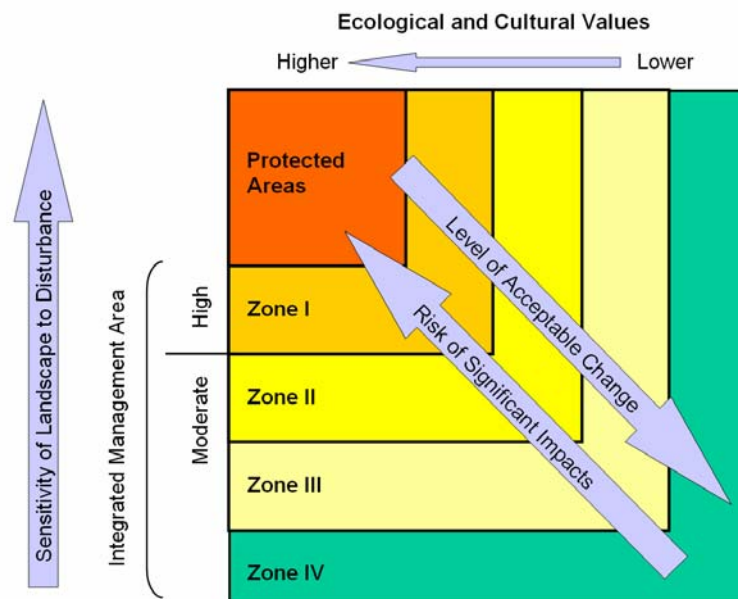 Ecological and Cultural Values
Higher
Lower
Sensitivity of Landscape to Disturbance
Integrated Management Area
High
Moderate
Protected
Areas
Zone I
Zone II
Zone III
Zone IV
Level of Acceptable Change
Risk of Significant Impacts